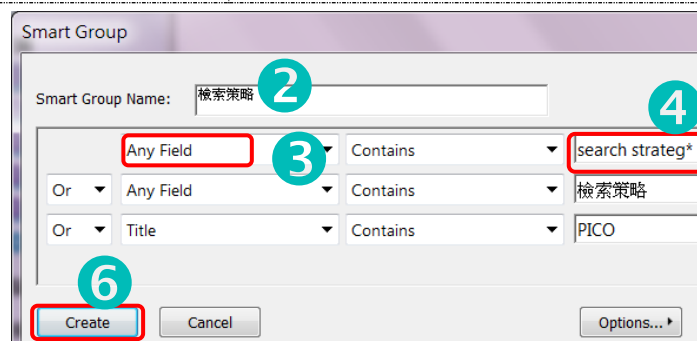 Smart Group
Smart Group Name: 檢索策略 2
Any Field 3 Contains search strateg* 4
Or Any Field Contains 檢索策略
Or Title Contains PICO
6
Create Cancel Options...